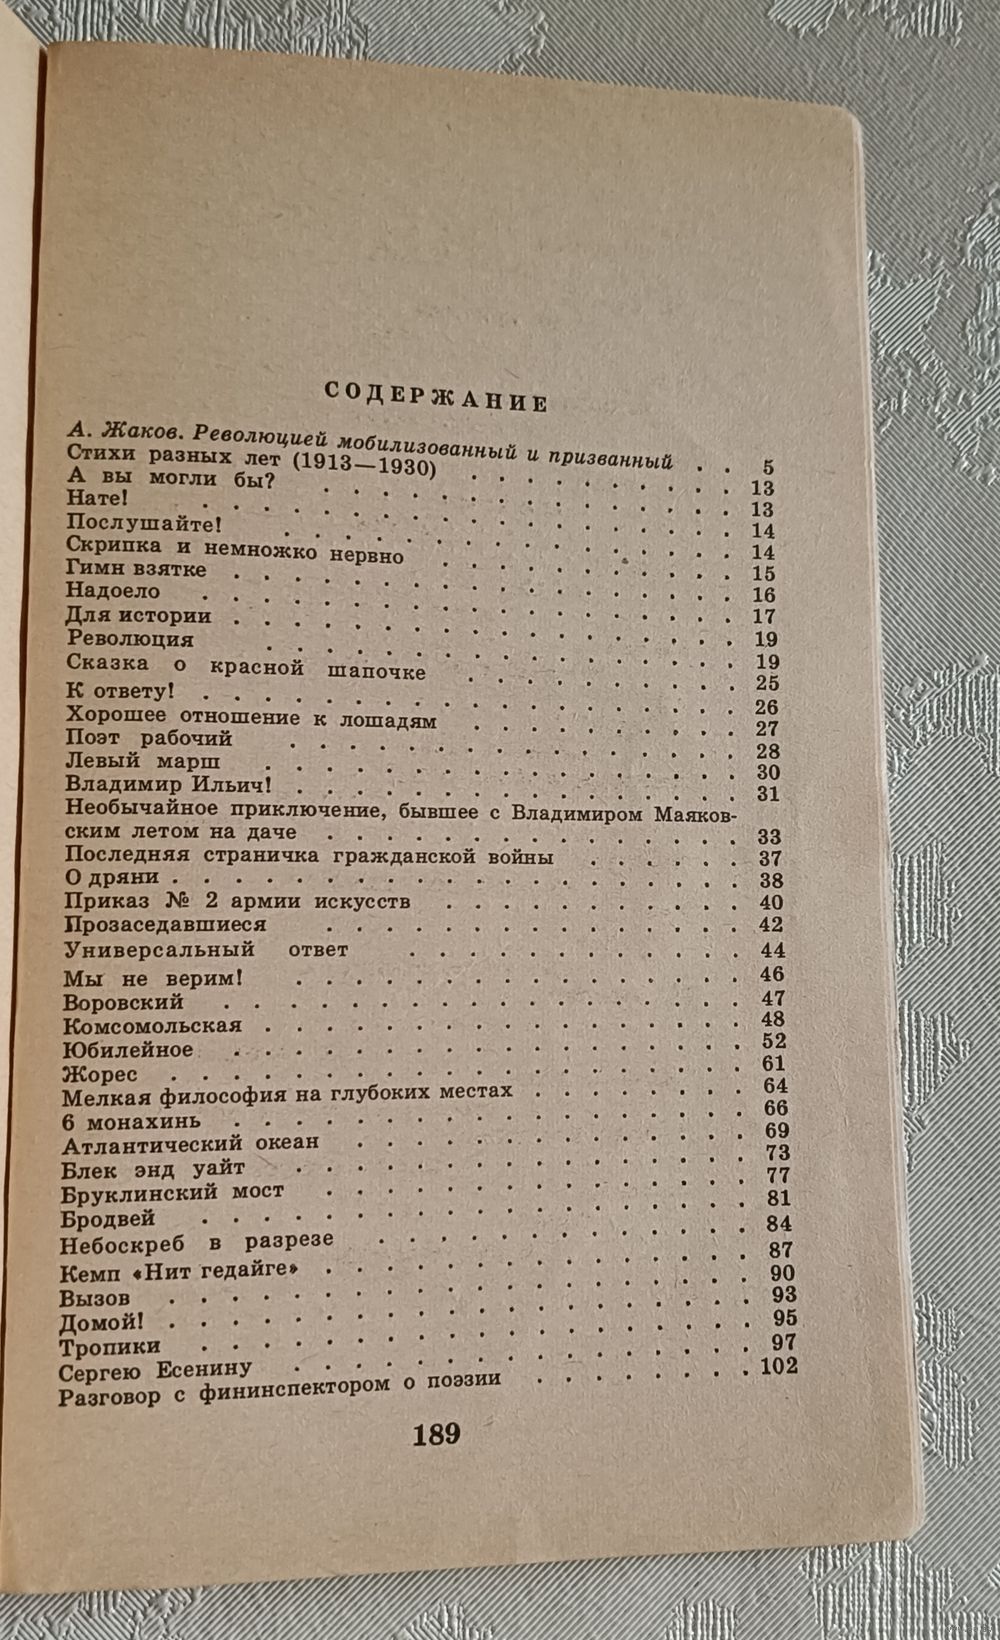 СОДЕРЖАНИЕ
А. Жаков. Революцией мобилизованный и призванный . . 5
Стихи разных лет (1913—1930) . . . . . . . . . 13
А вы могли бы? . . . . . . . . . . . . . . 13
Нате! . . . . . . . . . . . . . . . . . . 14
Послушайте! . . . . . . . . . . . . . . . 14
Скрипка и немножко нервно . . . . . . . . . . 15
Гимн взятке . . . . . . . . . . . . . . . . . 16
Надоело . . . . . . . . . . . . . . . . . . 17
Для истории . . . . . . . . . . . . . . . . . 19
Революция . . . . . . . . . . . . . . . . 19
Сказка о красной шапочке . . . . . . . . . 25
К ответу! . . . . . . . . . . . . . . . . . . 26
Хорошее отношение к лошадям . . . . . . . . . 27
Поэт рабочий . . . . . . . . . . . . . . . 28
Левый марш . . . . . . . . . . . . . . . . 30
Владимир Ильич! . . . . . . . . . . . . . . . 31
Необычайное приключение, бывшее с Владимиром Маяков-
ским летом на даче . . . . . . . . . . . . . . 33
Последняя страничка гражданской войны . . . . . 37
О дряни . . . . . . . . . . . . . . . . . . . 38
Приказ № 2 армии искусств . . . . . . . . . . 40
Прозаседавшиеся . . . . . . . . . . . . . . 42
Универсальный ответ . . . . . . . . . . . 44
Мы не верим! . . . . . . . . . . . . . . . 46
Воровский . . . . . . . . . . . . . . . . . . 47
Комсомольская . . . . . . . . . . . . . . . . 48
Юбилейное . . . . . . . . . . . . . . . . . 52
Жорес . . . . . . . . . . . . . . . . . . . 61
Мелкая философия на глубоких местах . . . . . . . 64
6 монахинь . . . . . . . . . . . . . . . . . 66
Атлантический океан . . . . . . . . . . . . . 69
Блек энд уайт . . . . . . . . . . . . . . . 73
Бруклинский мост . . . . . . . . . . . . . . 77
Бродвей . . . . . . . . . . . . . . . . . . 81
Небоскреб в разрезе . . . . . . . . . . . . 84
Кемп «Нит гедайге» . . . . . . . . . . . . . . 87
Вызов . . . . . . . . . . . . . . . . . . . 90
Домой! . . . . . . . . . . . . . . . . . . . 93
Тропики . . . . . . . . . . . . . . . . . . 95
Сергею Есенину . . . . . . . . . . . . . . . 97
Разговор с фининспектором о поэзии . . . . . . . 102
189